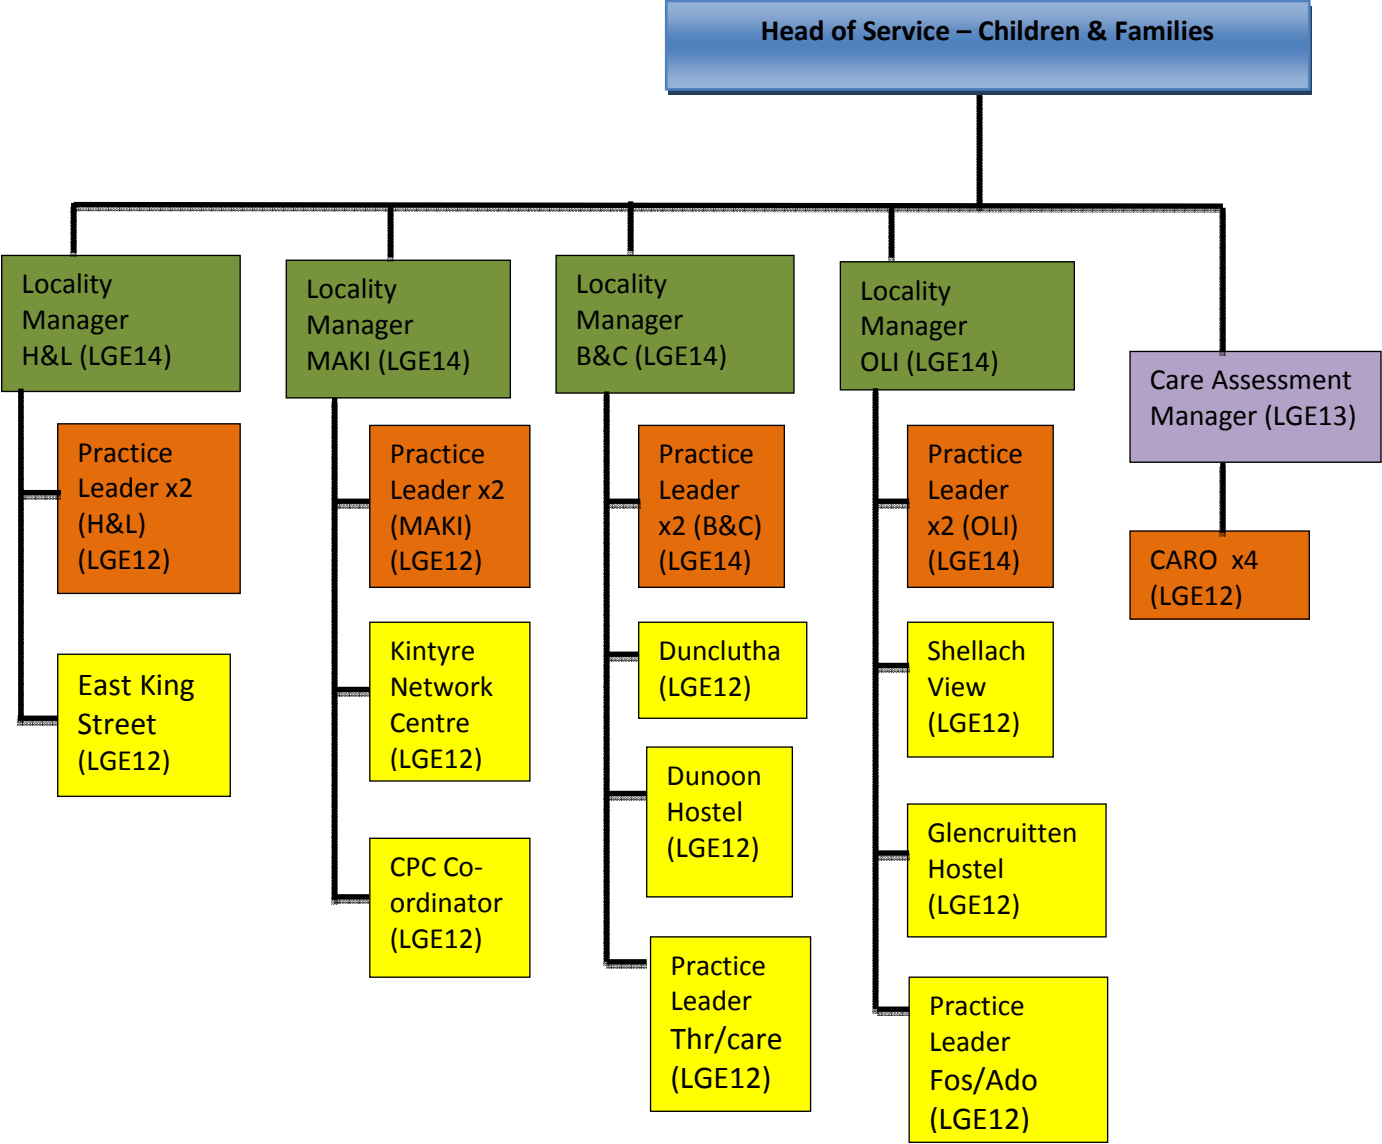 Head of Service – Children & Families
Locality
Manager
H&L (LGE14)
Practice
Leader x2
(H&L)
(LGE12)
East King
Street
(LGE12)
Locality
Manager
MAKI (LGE14)
Practice
Leader x2
(MAKI)
(LGE12)
Kintyre
Network
Centre
(LGE12)
CPC Co-
ordinator
(LGE12)
Locality
Manager
B&C (LGE14)
Practice
Leader
x2 (B&C)
(LGE14)
Dunclutha
(LGE12)
Dunoon
Hostel
(LGE12)
Practice
Leader
Thr/care
(LGE12)
Locality
Manager
OLI (LGE14)
Practice
Leader
x2 (OLI)
(LGE14)
Shellach
View
(LGE12)
Glencruitten
Hostel
(LGE12)
Practice
Leader
Fos/Ado
(LGE12)
Care Assessment
Manager (LGE13)
CARO  x4
(LGE12)